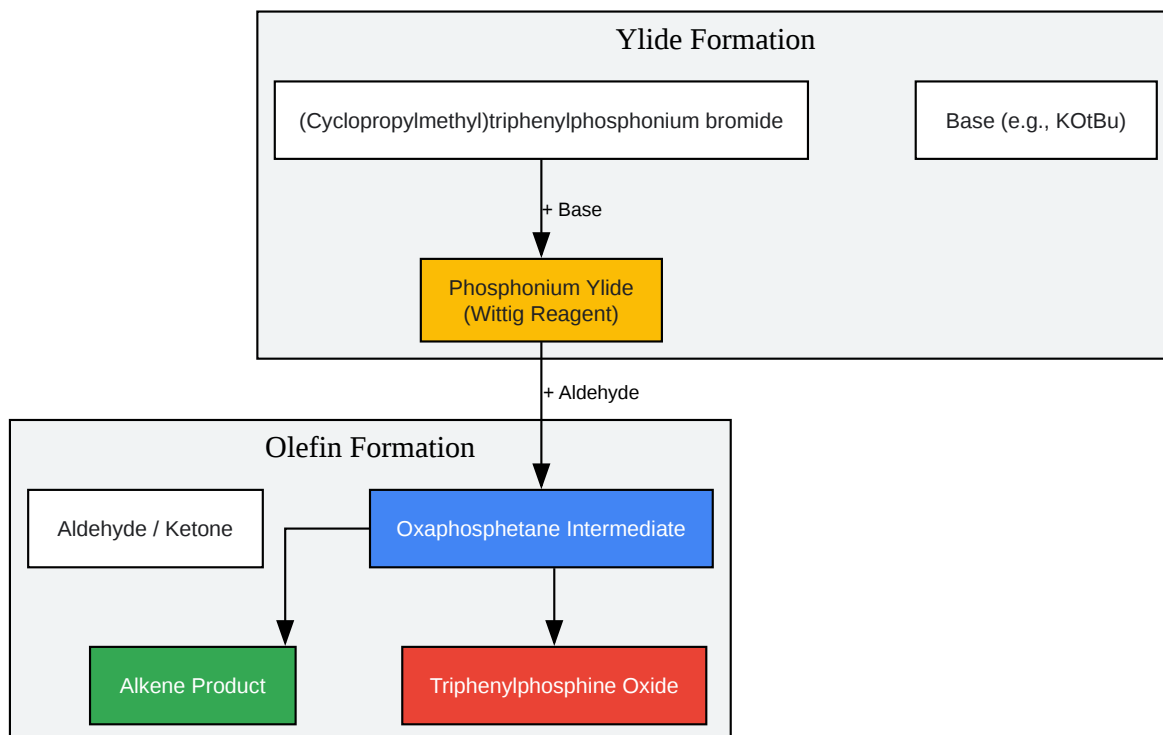 Ylide Formation
(Cyclopropylmethyl)triphenylphosphonium bromide
Base (e.g., KOtBu)
+ Base
Phosphonium Ylide
(Wittig Reagent)
+ Aldehyde
Olefin Formation
Aldehyde / Ketone
Oxaphosphetane Intermediate
Alkene Product
Triphenylphosphine Oxide